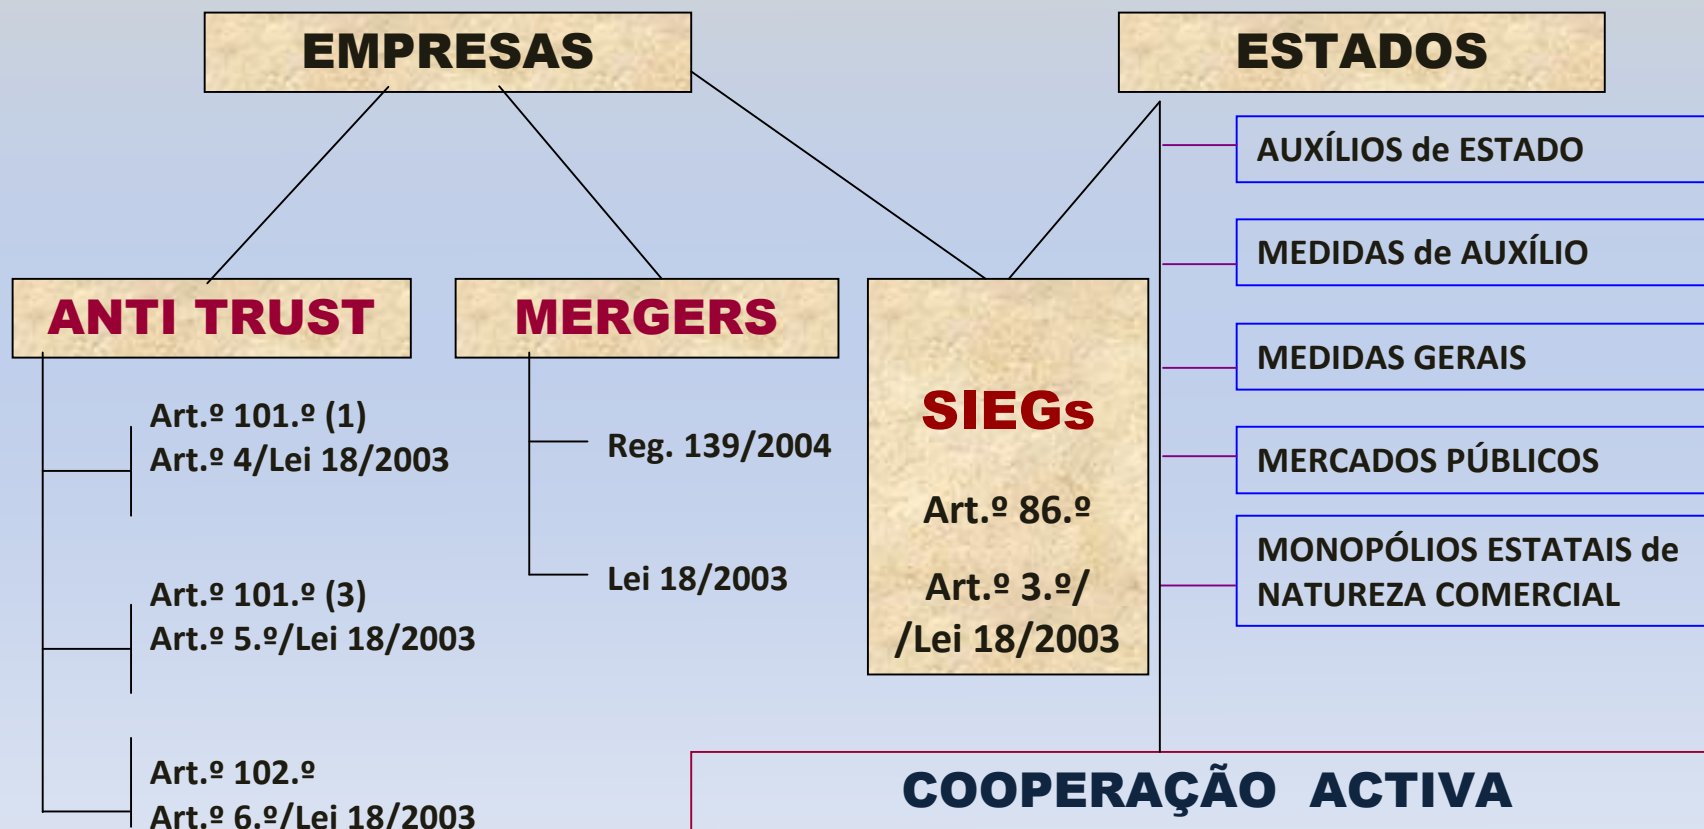 EMPRESAS
ESTADOS
AUXÍLIOS de ESTADO
MEDIDAS de AUXÍLIO
MEDIDAS GERAIS
MERCADOS PÚBLICOS
MONOPÓLIOS ESTATAIS de
NATUREZA COMERCIAL
ANTI TRUST
Art.º 101.º (1)
Art.º 4/Lei 18/2003
Art.º 101.º (3)
Art.º 5.º/Lei 18/2003
Art.º 102.º
Art.º 6.º/Lei 18/2003
MERGERS
Reg. 139/2004
Lei 18/2003
SIEGs
Art.º 86.º
Art.º 3.º/
/Lei 18/2003
COOPERAÇÃO ACTIVA